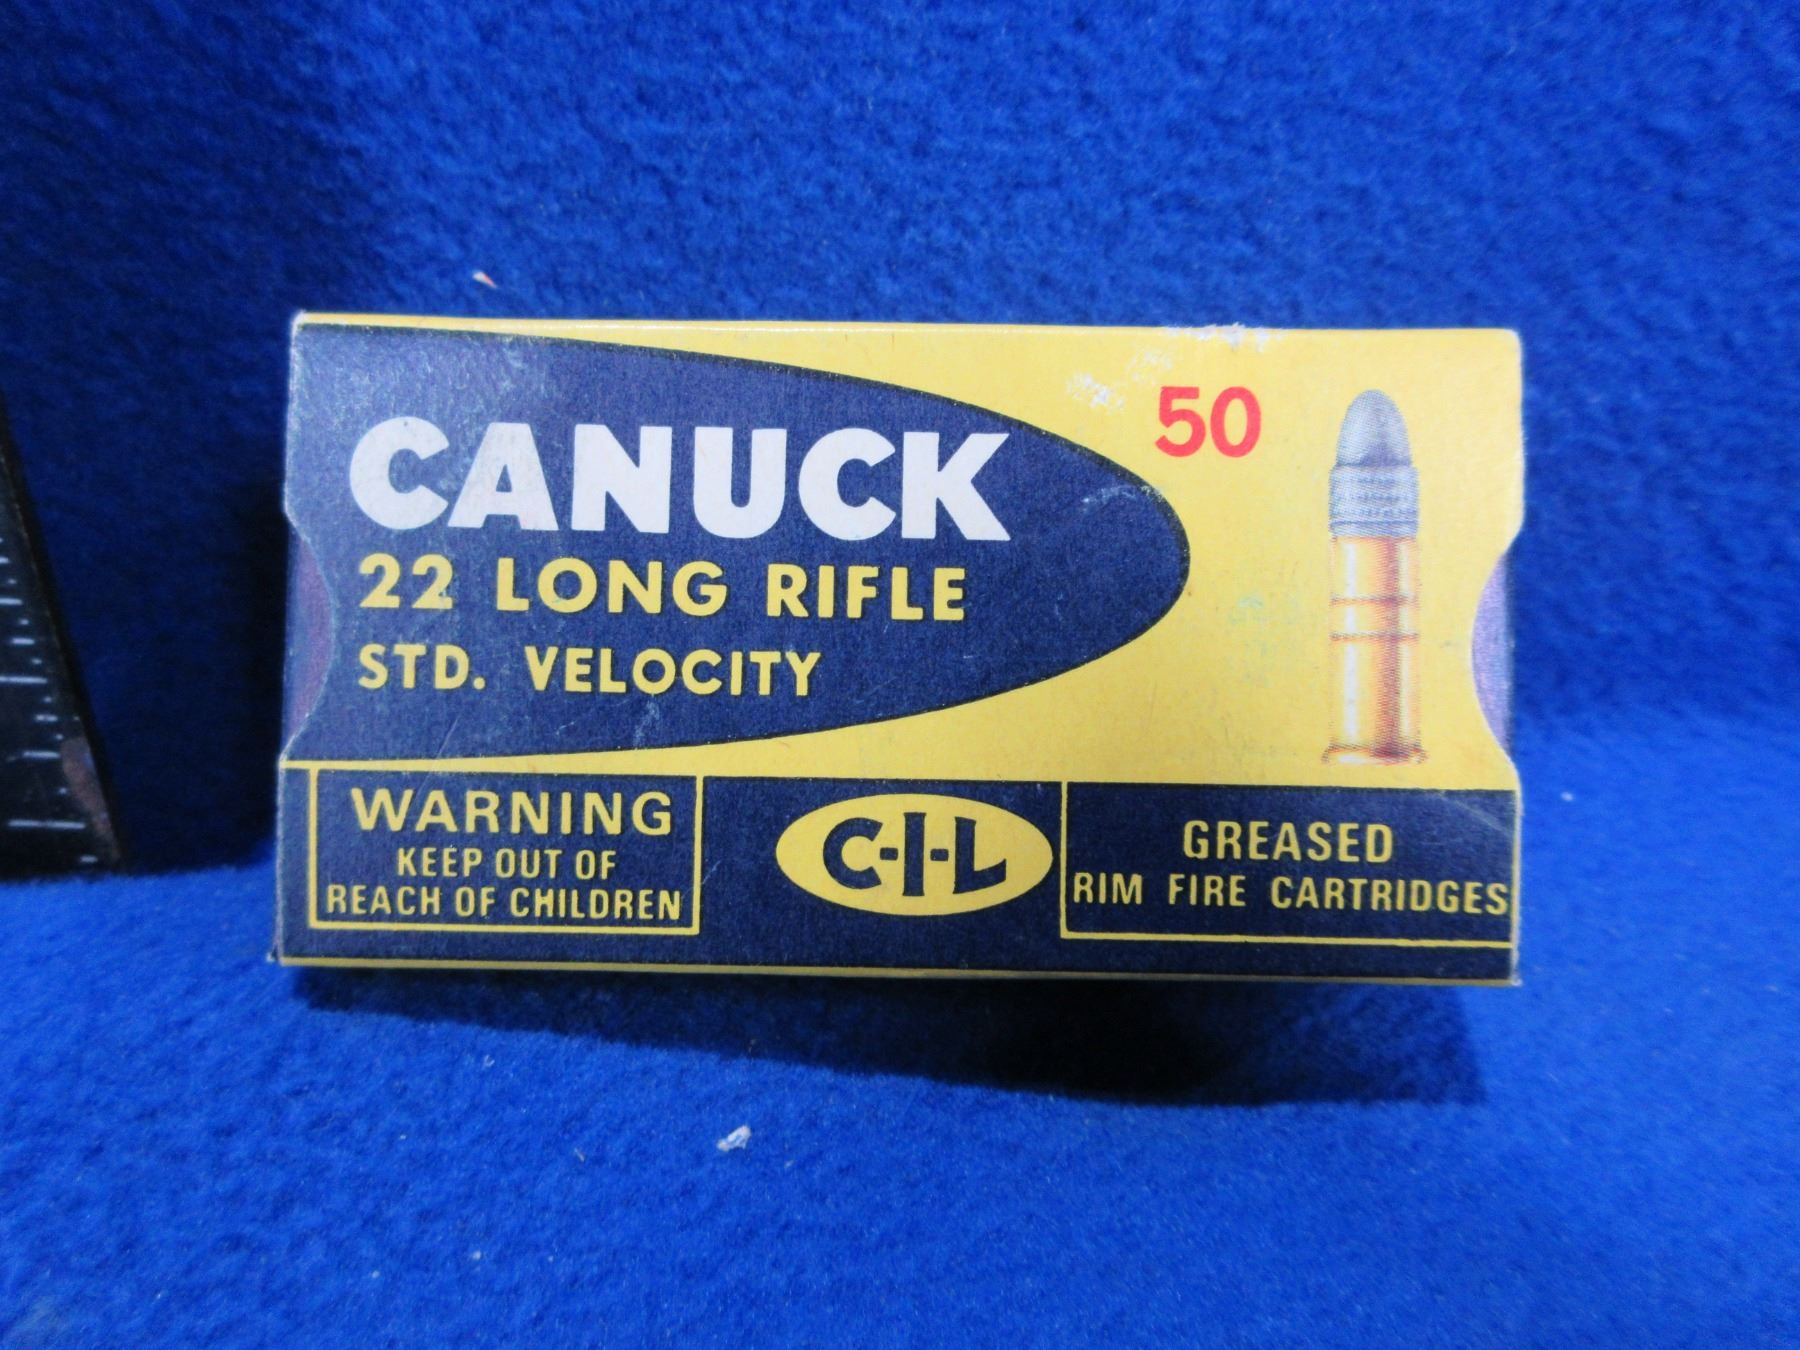 CANUCK
22 LONG RIFLE
STD. VELOCITY
50
WARNING
KEEP OUT OF
REACH OF CHILDREN
C-I-L
GREASED
RIM FIRE CARTRIDGES